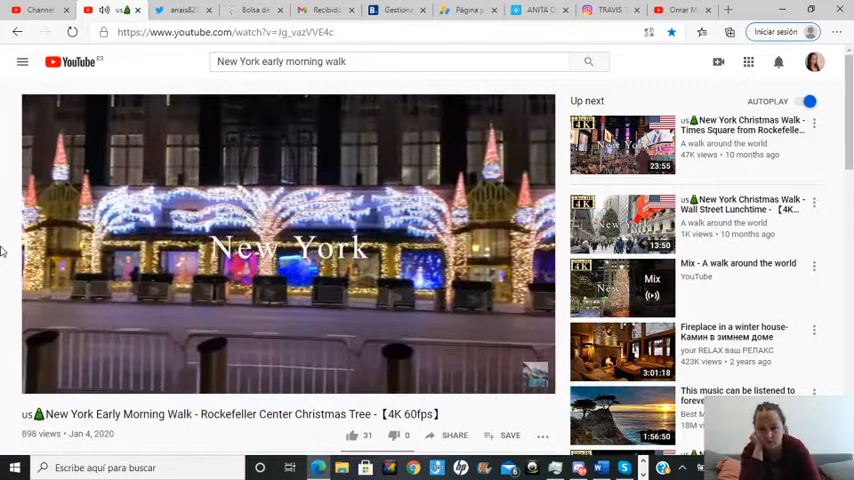 Channel
us
anais82
Bolsa de
Recibid
Gestiona
Página p
ANITA C
TRAVIS T
Omar M
https://www.youtube.com/watch?v=Jg_vazVVE4c
Iniciar sesión
YouTube ES
New York early morning walk
New York
us🎄New York Early Morning Walk - Rockefeller Center Christmas Tree -【4K 60fps】
898 views • Jan 4, 2020
31
0
SHARE
SAVE
Up next
AUTOPLAY
4K
23:55
us🎄New York Christmas Walk -
Times Square from Rockefelle...
A walk around the world
47K views • 10 months ago
4K
13:50
us🎄New York Christmas Walk -
Wall Street Lunchtime - 【4K...
A walk around the world
1K views • 10 months ago
4K
Mix
Mix - A walk around the world
YouTube
3:01:18
Fireplace in a winter house-
Камин в зимнем доме
your RELAX ваш РЕЛАКС
423K views • 2 years ago
1:56:50
This music can be listened to
forev
Best M
18M
Escribe aquí para buscar